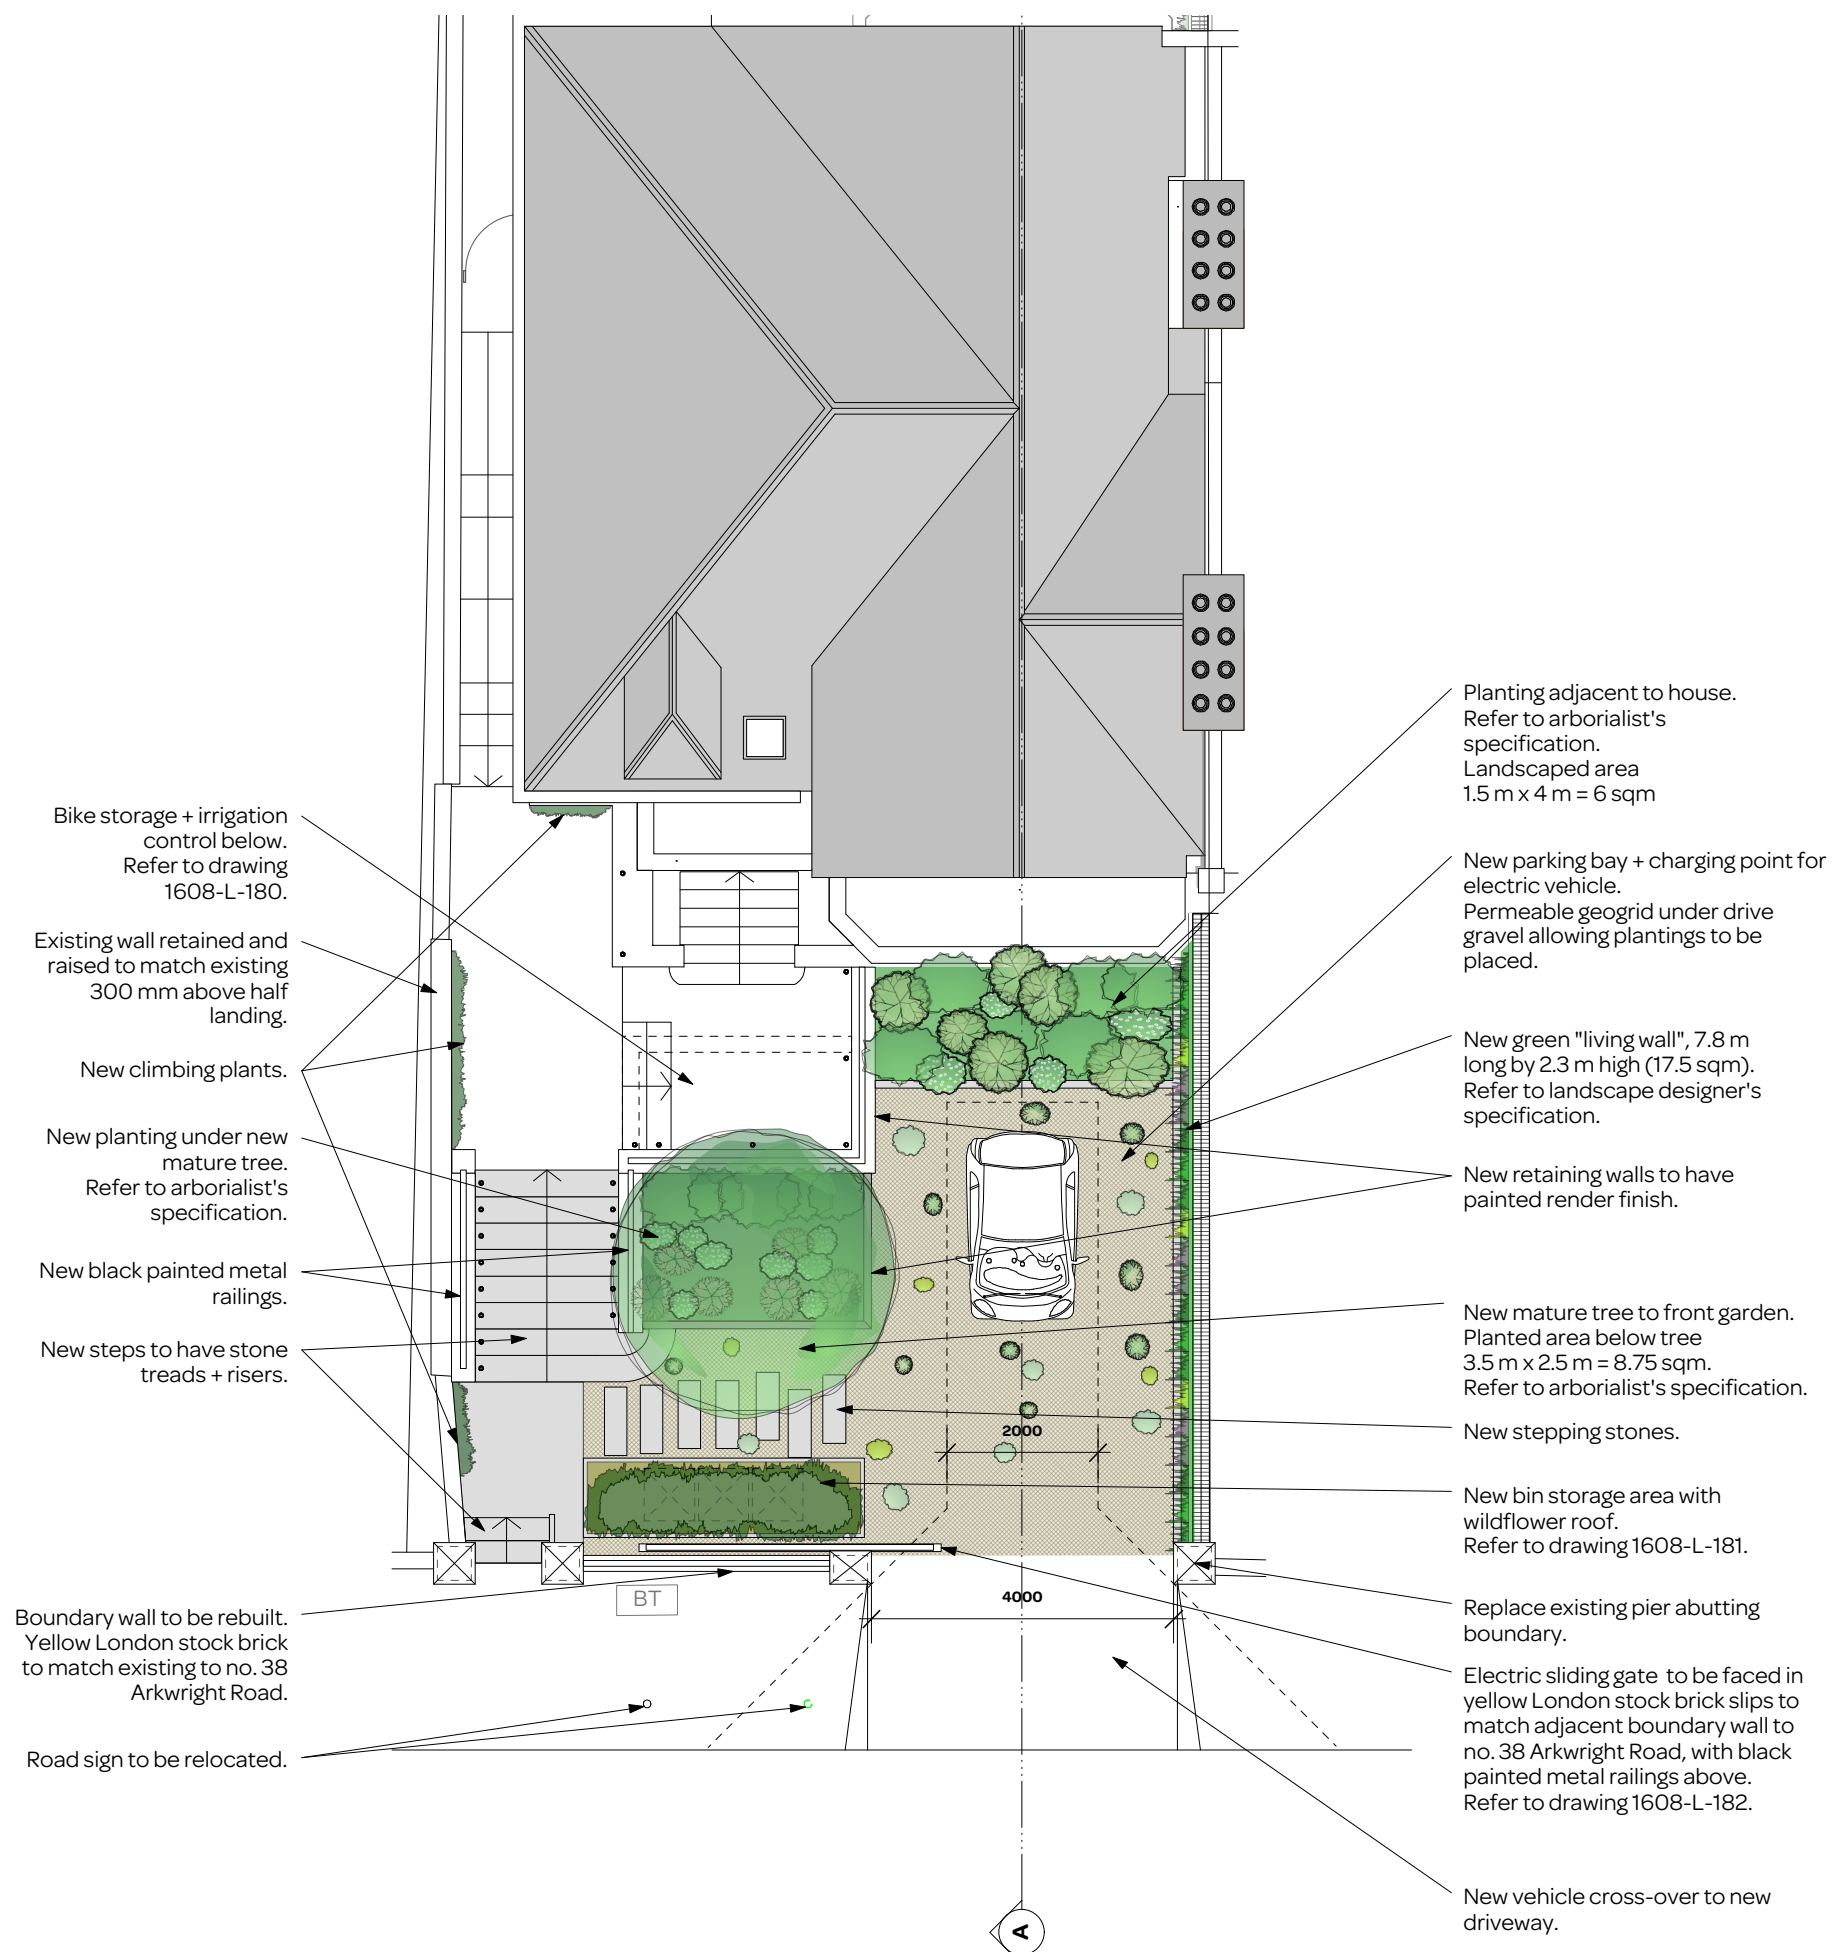 Bike storage + irrigation
control below.
Refer to drawing
1608-L-180.
Existing wall retained and
raised to match existing
300 mm above half
landing.
New climbing plants.
New planting under new
mature tree.
Refer to arborialist's
specification.
New black painted metal
railings.
New steps to have stone
treads + risers.
Boundary wall to be rebuilt.
Yellow London stock brick
to match existing to no. 38
Arkwright Road.
Road sign to be relocated.
BT
2000
4000
A
Planting adjacent to house.
Refer to arborialist's
specification.
Landscaped area
1.5 m x 4 m = 6 sqm
New parking bay + charging point for
electric vehicle.
Permeable geogrid under drive
gravel allowing plantings to be
placed.
New green "living wall", 7.8 m
long by 2.3 m high (17.5 sqm).
Refer to landscape designer's
specification.
New retaining walls to have
painted render finish.
New mature tree to front garden.
Planted area below tree
3.5 m x 2.5 m = 8.75 sqm.
Refer to arborialist's specification.
New stepping stones.
New bin storage area with
wildflower roof.
Refer to drawing 1608-L-181.
Replace existing pier abutting
boundary.
Electric sliding gate to be faced in
yellow London stock brick slips to
match adjacent boundary wall to
no. 38 Arkwright Road, with black
painted metal railings above.
Refer to drawing 1608-L-182.
New vehicle cross-over to new
driveway.